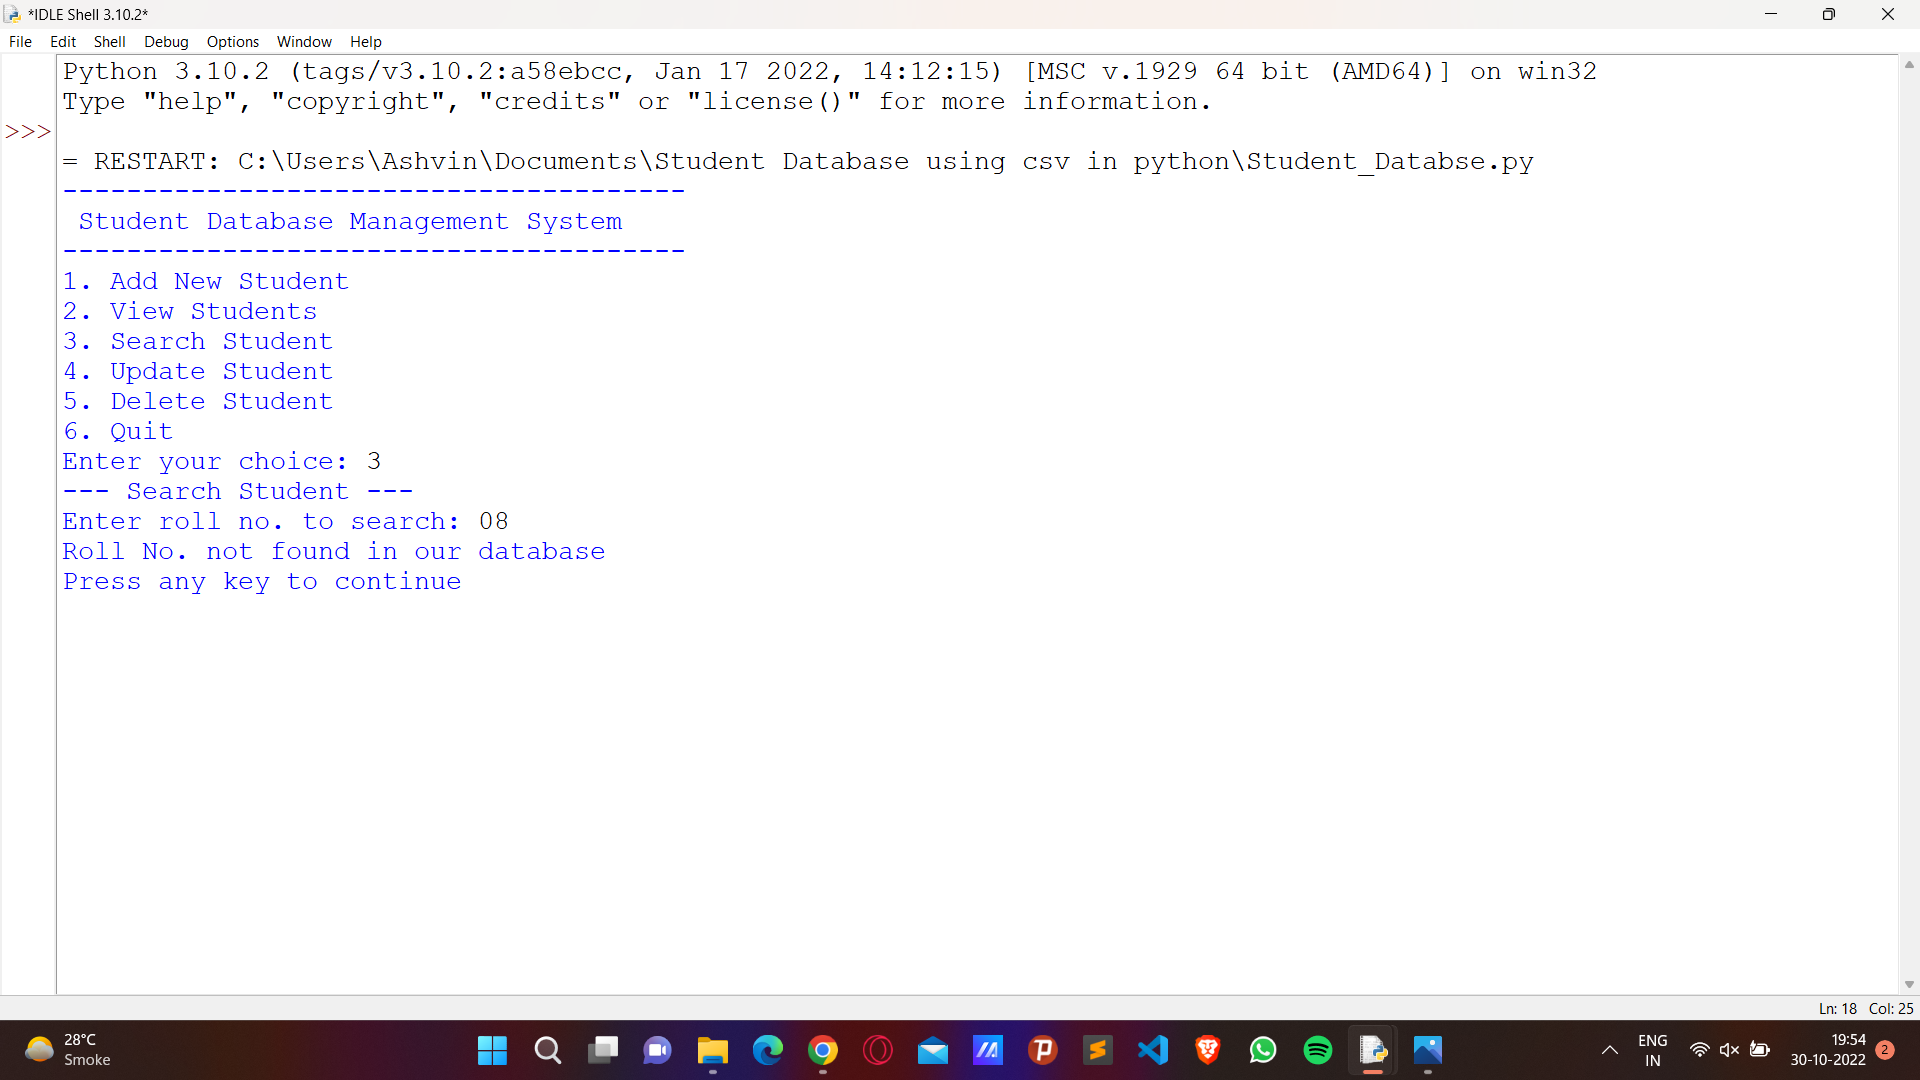 *IDLE Shell 3.10.2*
File Edit Shell Debug Options Window Help
Python 3.10.2 (tags/v3.10.2:a58ebcc, Jan 17 2022, 14:12:15) [MSC v.1929 64 bit (AMD64)] on win32
Type "help", "copyright", "credits" or "license()" for more information.
>>>
= RESTART: C:\Users\Ashvin\Documents\Student Database using csv in python\Student_Databse.py
---------------------------------------
 Student Database Management System
---------------------------------------
1. Add New Student
2. View Students
3. Search Student
4. Update Student
5. Delete Student
6. Quit
Enter your choice: 3
--- Search Student ---
Enter roll no. to search: 08
Roll No. not found in our database
Press any key to continue
Ln: 18 Col: 25
28°C
Smoke
ENG
IN
19:54
30-10-2022
2